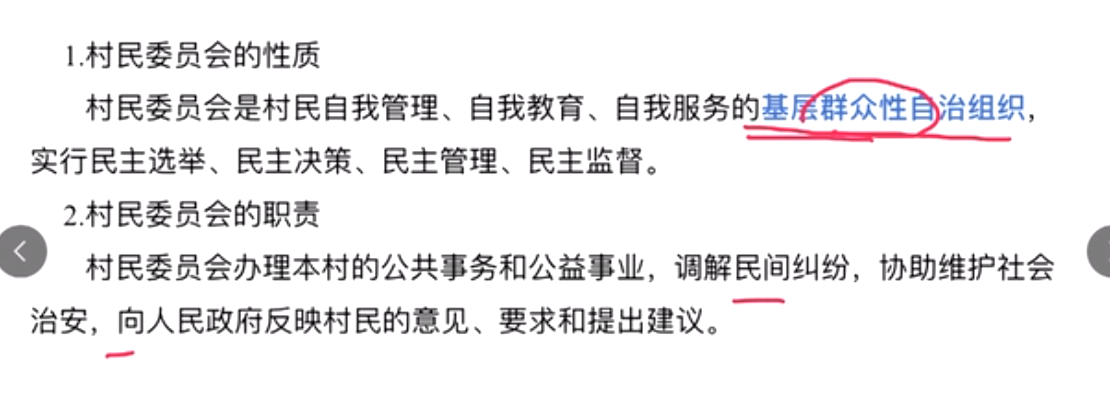 1.村民委员会的性质
村民委员会是村民自我管理、自我教育、自我服务的基层群众性自治组织，
实行民主选举、民主决策、民主管理、民主监督。
2.村民委员会的职责
村民委员会办理本村的公共事务和公益事业，调解民间纠纷，协助维护社会
治安，向人民政府反映村民的意见、要求和提出建议。